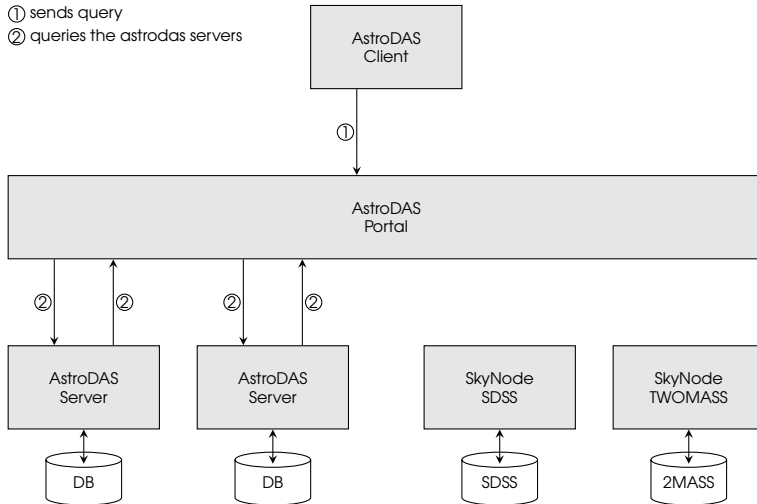 ① sends query
② queries the astrodas servers
AstroDAS
Client
①
AstroDAS
Portal
② ② ② ②
AstroDAS
Server
AstroDAS
Server
SkyNode
SDSS
SkyNode
TWOMASS
DB
DB
SDSS
2MASS